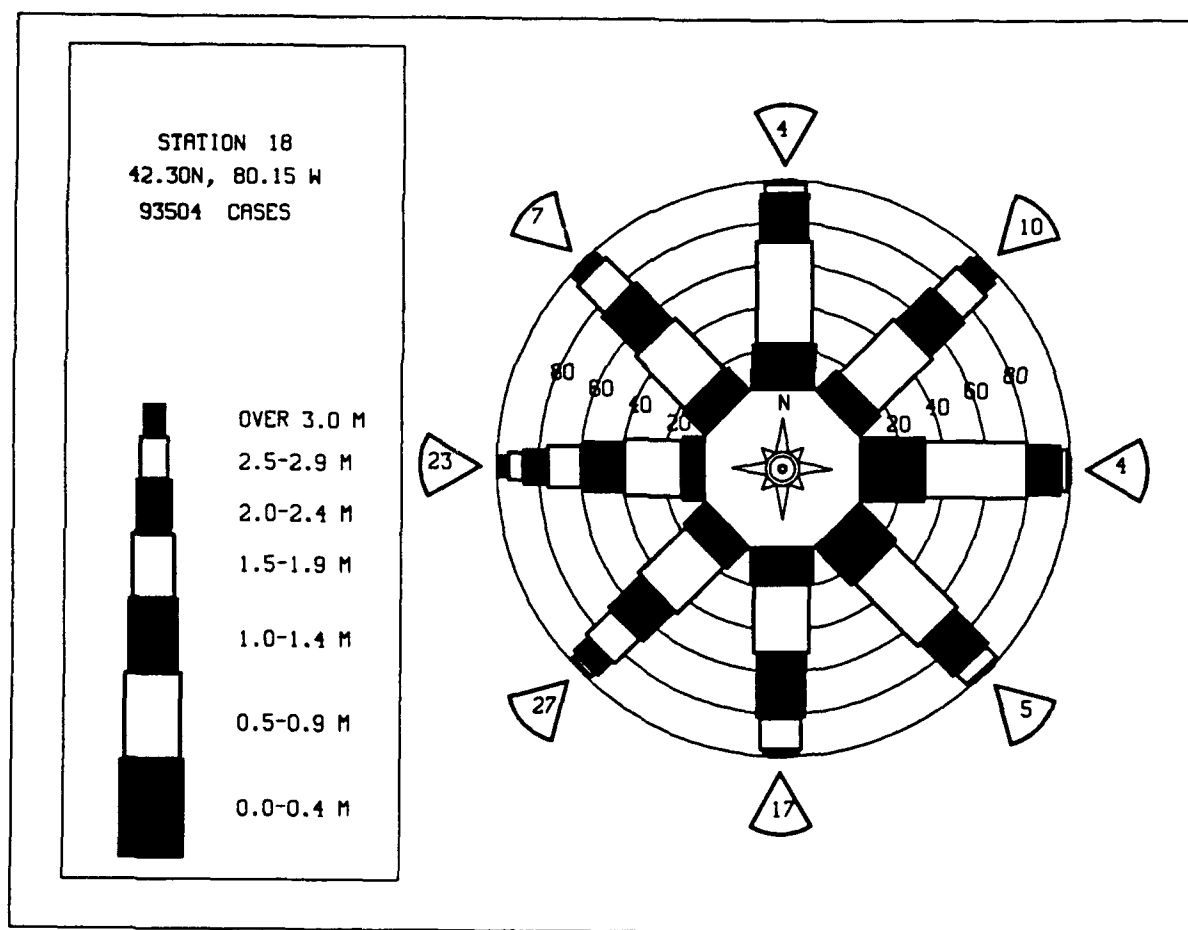 STATION 18
42.30N, 80.15 W
93504 CASES
OVER 3.0 M
2.5-2.9 M
2.0-2.4 M
1.5-1.9 M
1.0-1.4 M
0.5-0.9 M
0.0-0.4 M
4
7
10
80
60
40
20
N
20
40
60
80
23
4
27
5
17